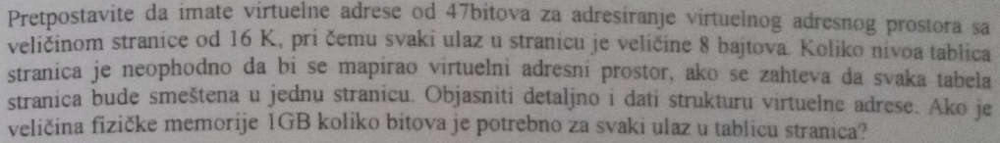 Pretpostavite da imate virtuelne adrese od 47bitova za adresiranje virtuelnog adresnog prostora sa
veličinom stranice od 16 K, pri čemu svaki ulaz u stranicu je veličine 8 bajtova. Koliko nivoa tablica
stranica je neophodno da bi se mapirao virtuelni adresni prostor, ako se zahteva da svaka tabela
stranica bude smeštena u jednu stranicu. Objasniti detaljno i dati strukturu virtuelne adrese. Ako je
veličina fizičke memorije 1GB koliko bitova je potrebno za svaki ulaz u tablicu stranica?